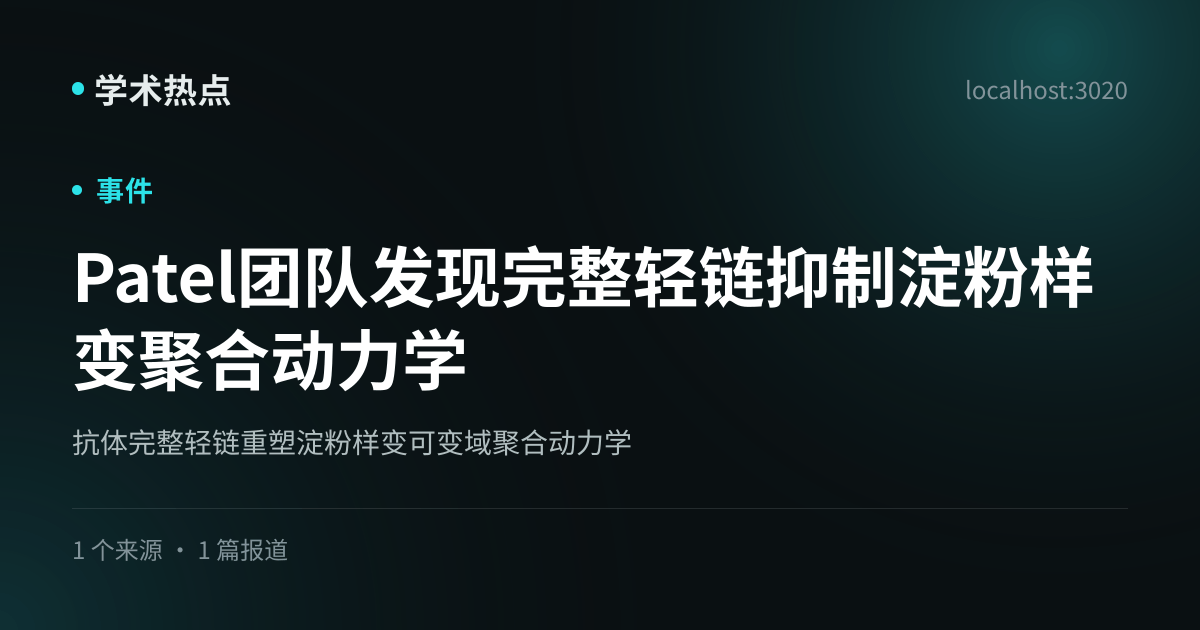 学术热点
localhost:3020
事件
Patel团队发现完整轻链抑制淀粉样
变聚合动力学
抗体完整轻链重塑淀粉样变可变域聚合动力学
1 个来源 · 1 篇报道